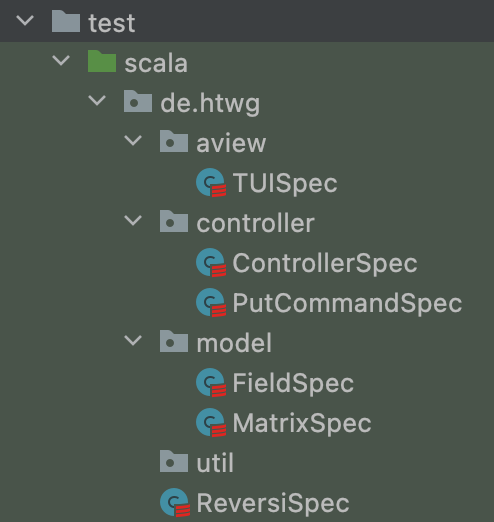 test
scala
de.htwg
aview
TUISpec
controller
ControllerSpec
PutCommandSpec
model
FieldSpec
MatrixSpec
util
ReversiSpec